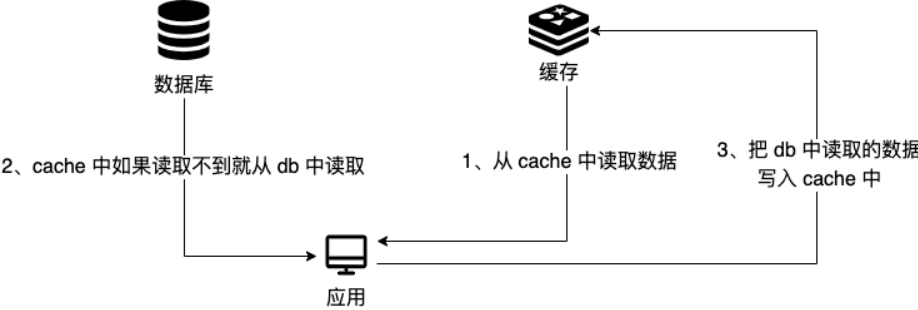 数据库
缓存
2、cache 中如果读取不到就从 db 中读取
1、从 cache 中读取数据
3、把 db 中读取的数据
写入 cache 中
应用